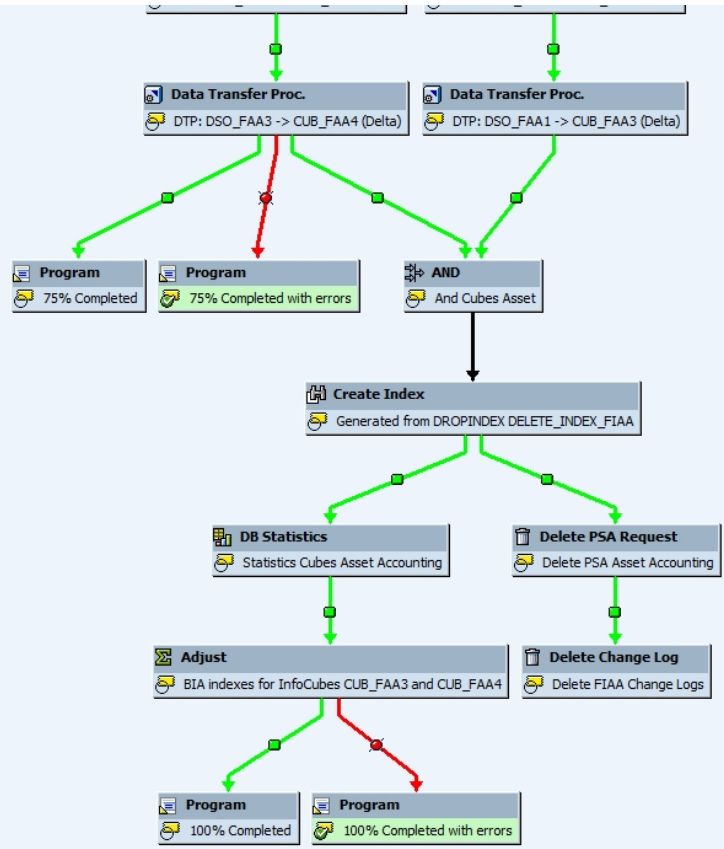 Data Transfer Proc.
DTP: DSO_FAA3 -> CUB_FAA4 (Delta)
Data Transfer Proc.
DTP: DSO_FAA1 -> CUB_FAA3 (Delta)
Program
75% Completed
Program
75% Completed with errors
AND
And Cubes Asset
Create Index
Generated from DROPINDEX DELETE_INDEX_FIAA
DB Statistics
Statistics Cubes Asset Accounting
Delete PSA Request
Delete PSA Asset Accounting
Adjust
BIA indexes for InfoCubes CUB_FAA3 and CUB_FAA4
Delete Change Log
Delete FIAA Change Logs
Program
100% Completed
Program
100% Completed with errors